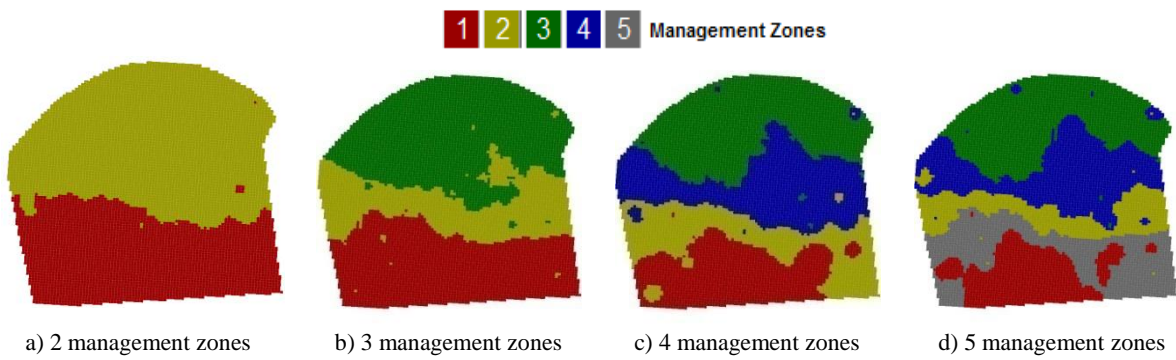 1 2 3 4 5 Management Zones
a) 2 management zones b) 3 management zones c) 4 management zones d) 5 management zones